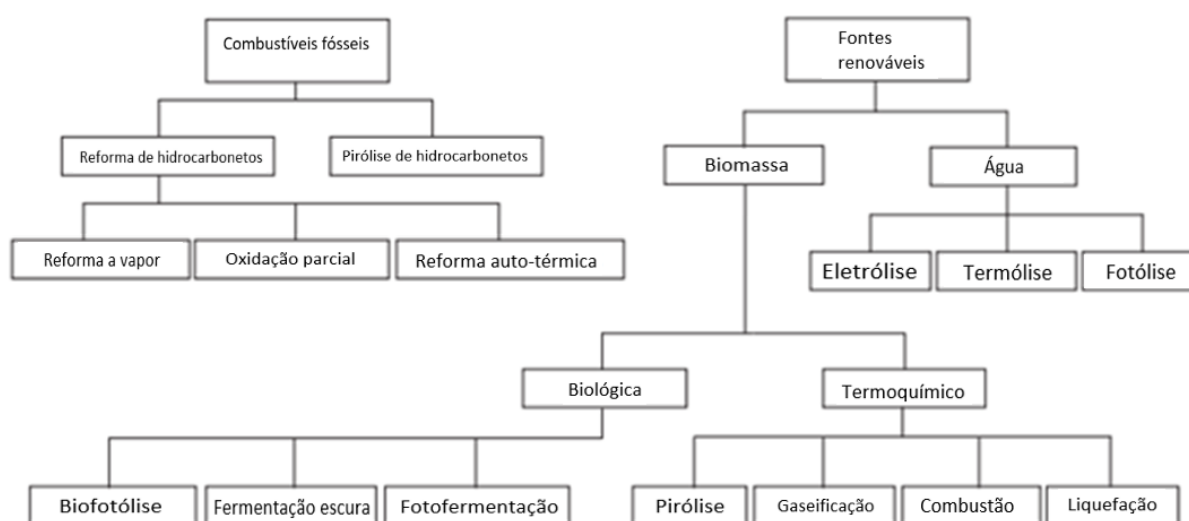 Combustíveis fósseis
Fontes
renováveis
Reforma de hidrocarbonetos
Pirólise de hidrocarbonetos
Biomassa
Água
Reforma a vapor
Oxidação parcial
Reforma auto-térmica
Eletrólise
Termólise
Fotólise
Biológica
Termoquímico
Biofotólise
Fermentação escura
Fotofermentação
Pirólise
Gaseificação
Combustão
Liquefação